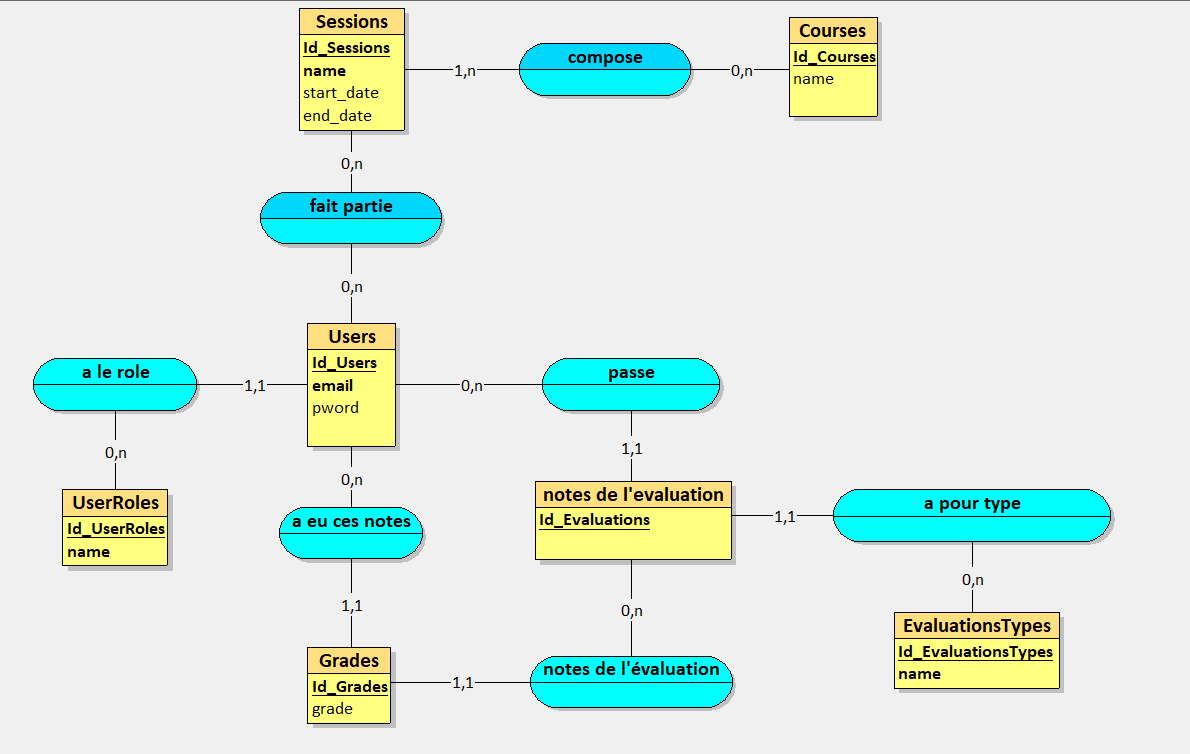 Sessions
Id_Sessions
name
start_date
end_date
1,n
compose
0,n
Courses
Id_Courses
name
0,n
fait partie
0,n
Users
Id_Users
email
pword
a le role
1,1
0,n
passe
0,n
1,1
UserRoles
Id_UserRoles
name
0,n
a eu ces notes
1,1
notes de l'evaluation
Id_Evaluations
1,1
a pour type
0,n
EvaluationsTypes
Id_EvaluationsTypes
name
0,n
Grades
Id_Grades
grade
1,1
notes de l'évaluation